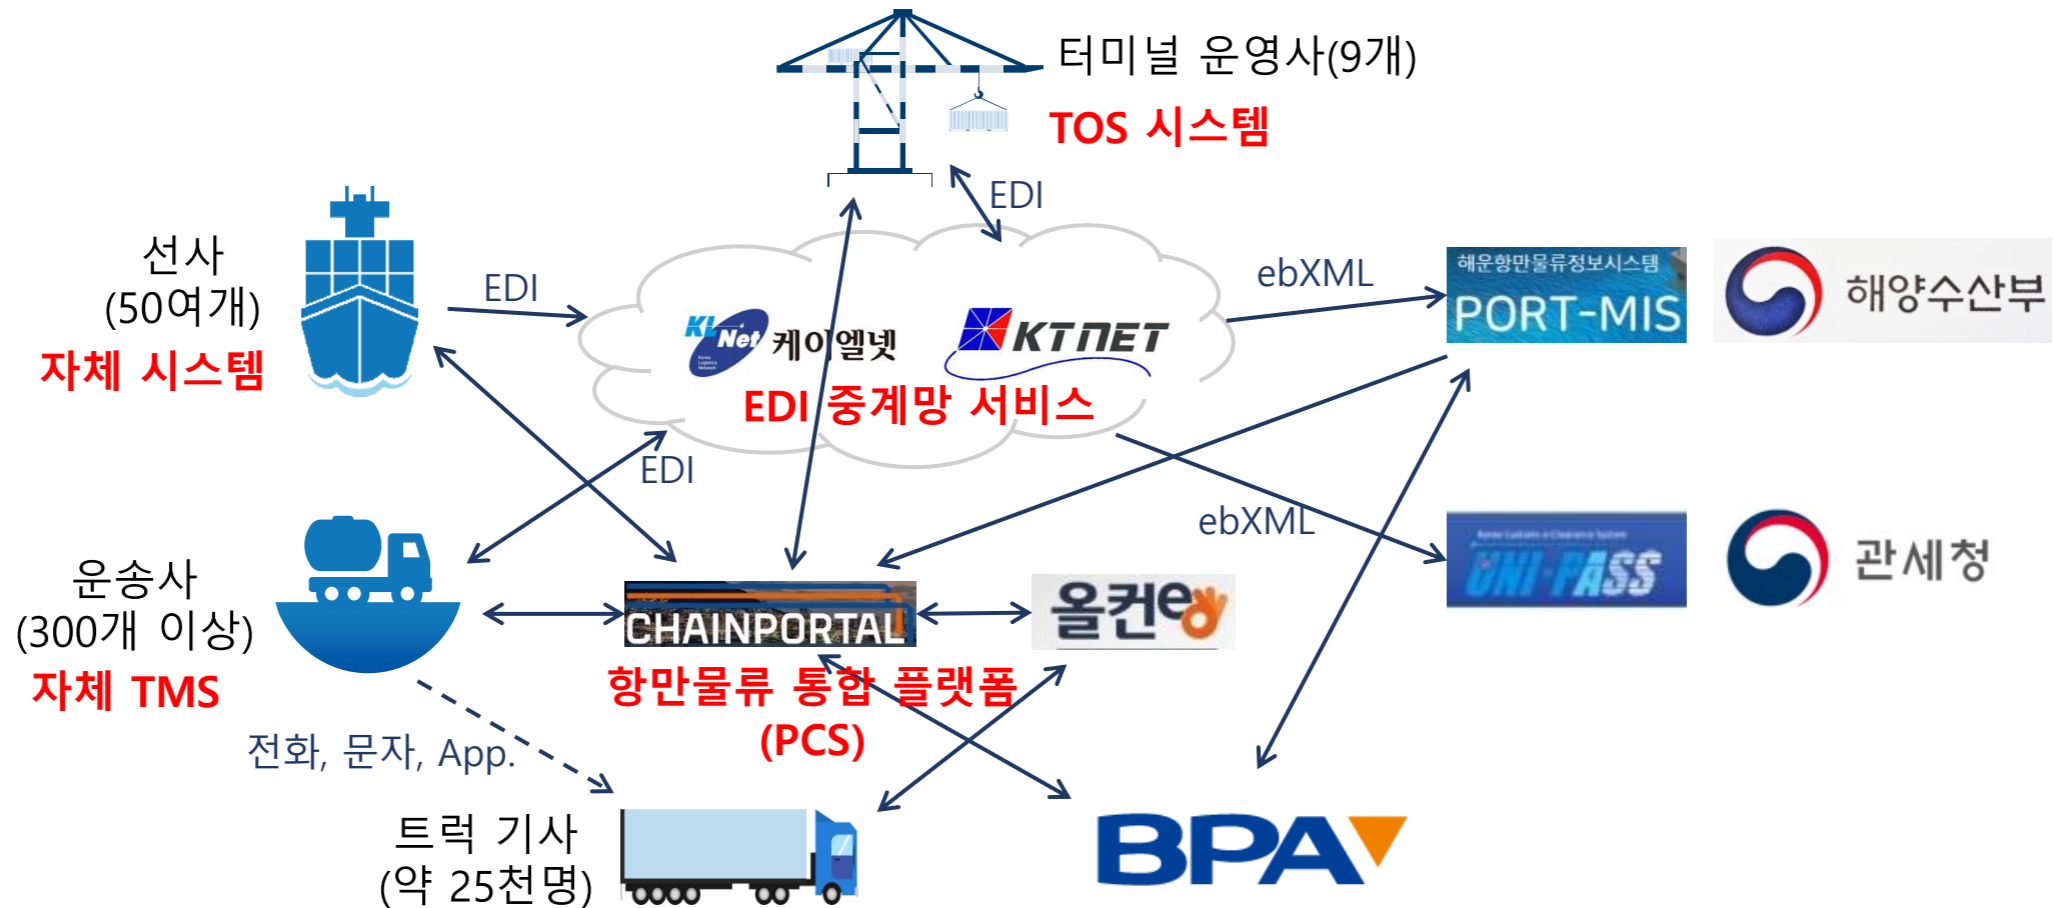 터미널 운영사(9개)
TOS 시스템
EDI
선사
(50여개)
자체 시스템
EDI
ebXML
해운항만물류정보시스템
PORT-MIS
해양수산부
KL Net
케이엘넷
KTNET
EDI 중계망 서비스
EDI
ebXML
UNI-PASS
관세청
운송사
(300개 이상)
자체 TMS
CHAINPORTAL
올컨e
항만물류 통합 플랫폼
(PCS)
전화, 문자, App.
트럭 기사
(약 25천명)
BPA